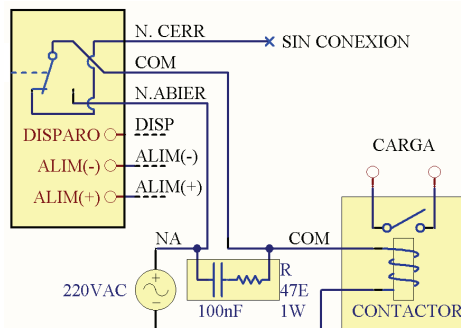 N. CERR
SIN CONEXION
COM
N.ABIER
DISPARO
DISP
ALIM(-)
ALIM(-)
ALIM(+)
ALIM(+)
CARGA
NA
COM
220VAC
R
47E
100nF
1W
CONTACTOR